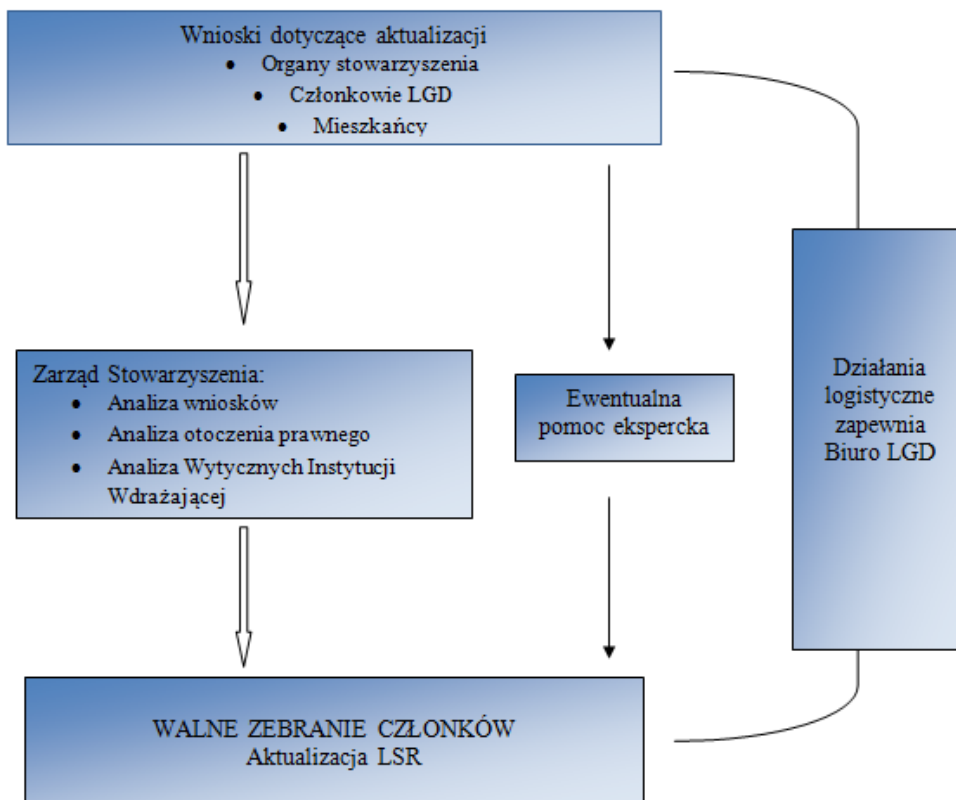 Wnioski dotyczące aktualizacji
• Organy stowarzyszenia
• Członkowie LGD
• Mieszkańcy
Zarząd Stowarzyszenia:
• Analiza wniosków
• Analiza otoczenia prawnego
• Analiza Wytycznych Instytucji
Wdrażającej
Ewentualna
pomoc ekspercka
Działania
logistyczne
zapewnia
Biuro LGD
WALNE ZEBRANIE CZŁONKÓW
Aktualizacja LSR